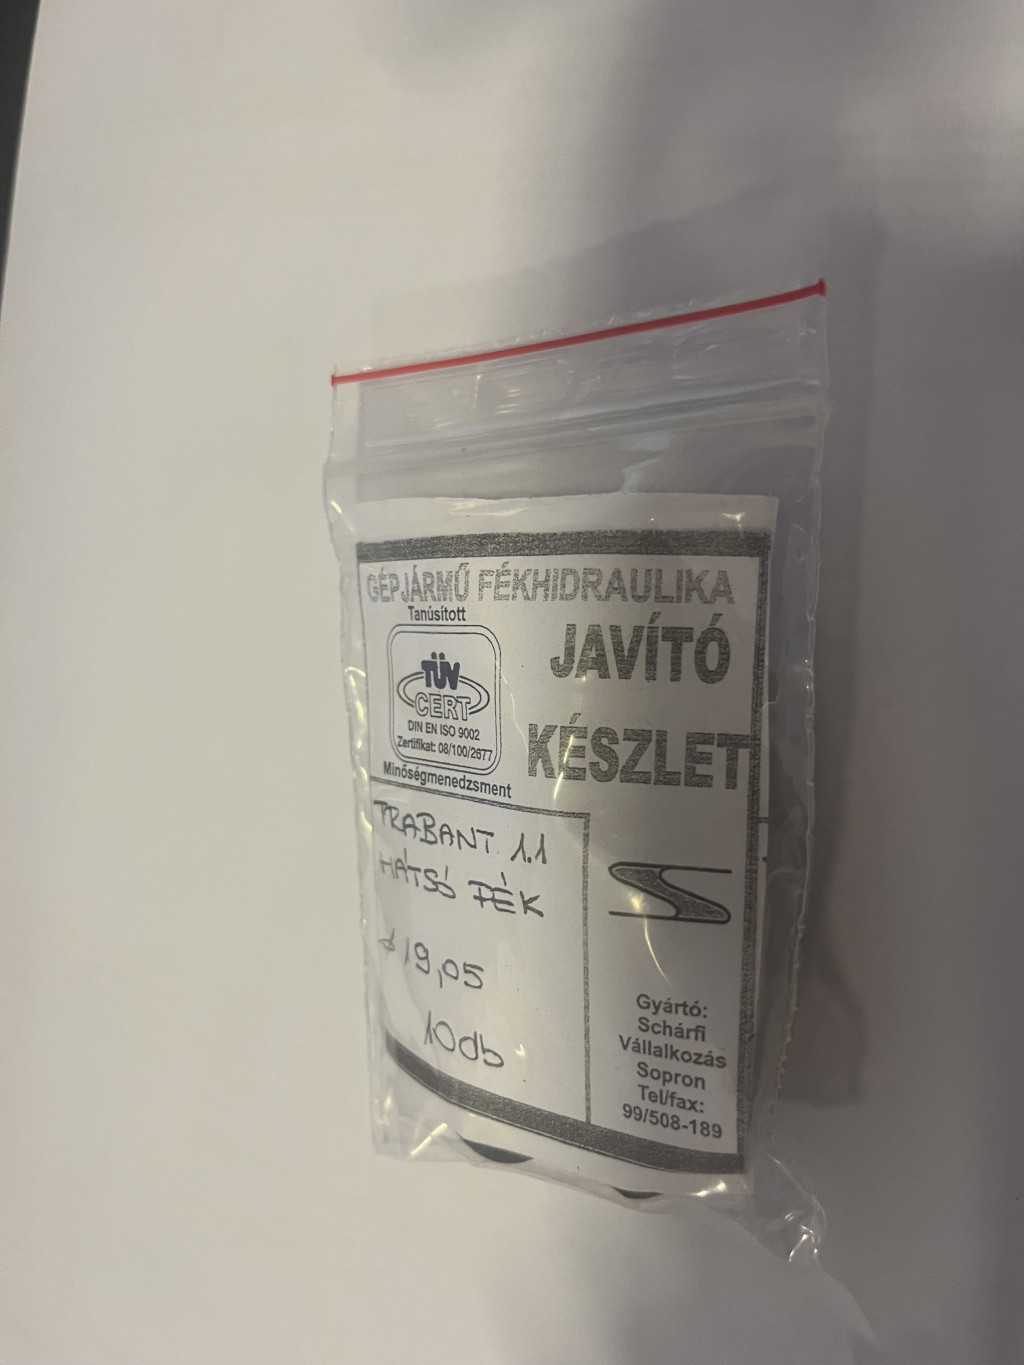 GÉPJÁRMŰ FÉKHIDRAULIKA
JAVÍTÓ
KÉSZLET
Tanúsított
TÜV
CERT
DIN EN ISO 9002
Zertifikat: 08/100/2677
Minőségmenedzsment
TRABANT 1.1
HÁTSÓ FÉK
ø 19,05
10db
Gyártó:
Schárfi
Vállalkozás
Sopron
Tel/fax:
99/508-189